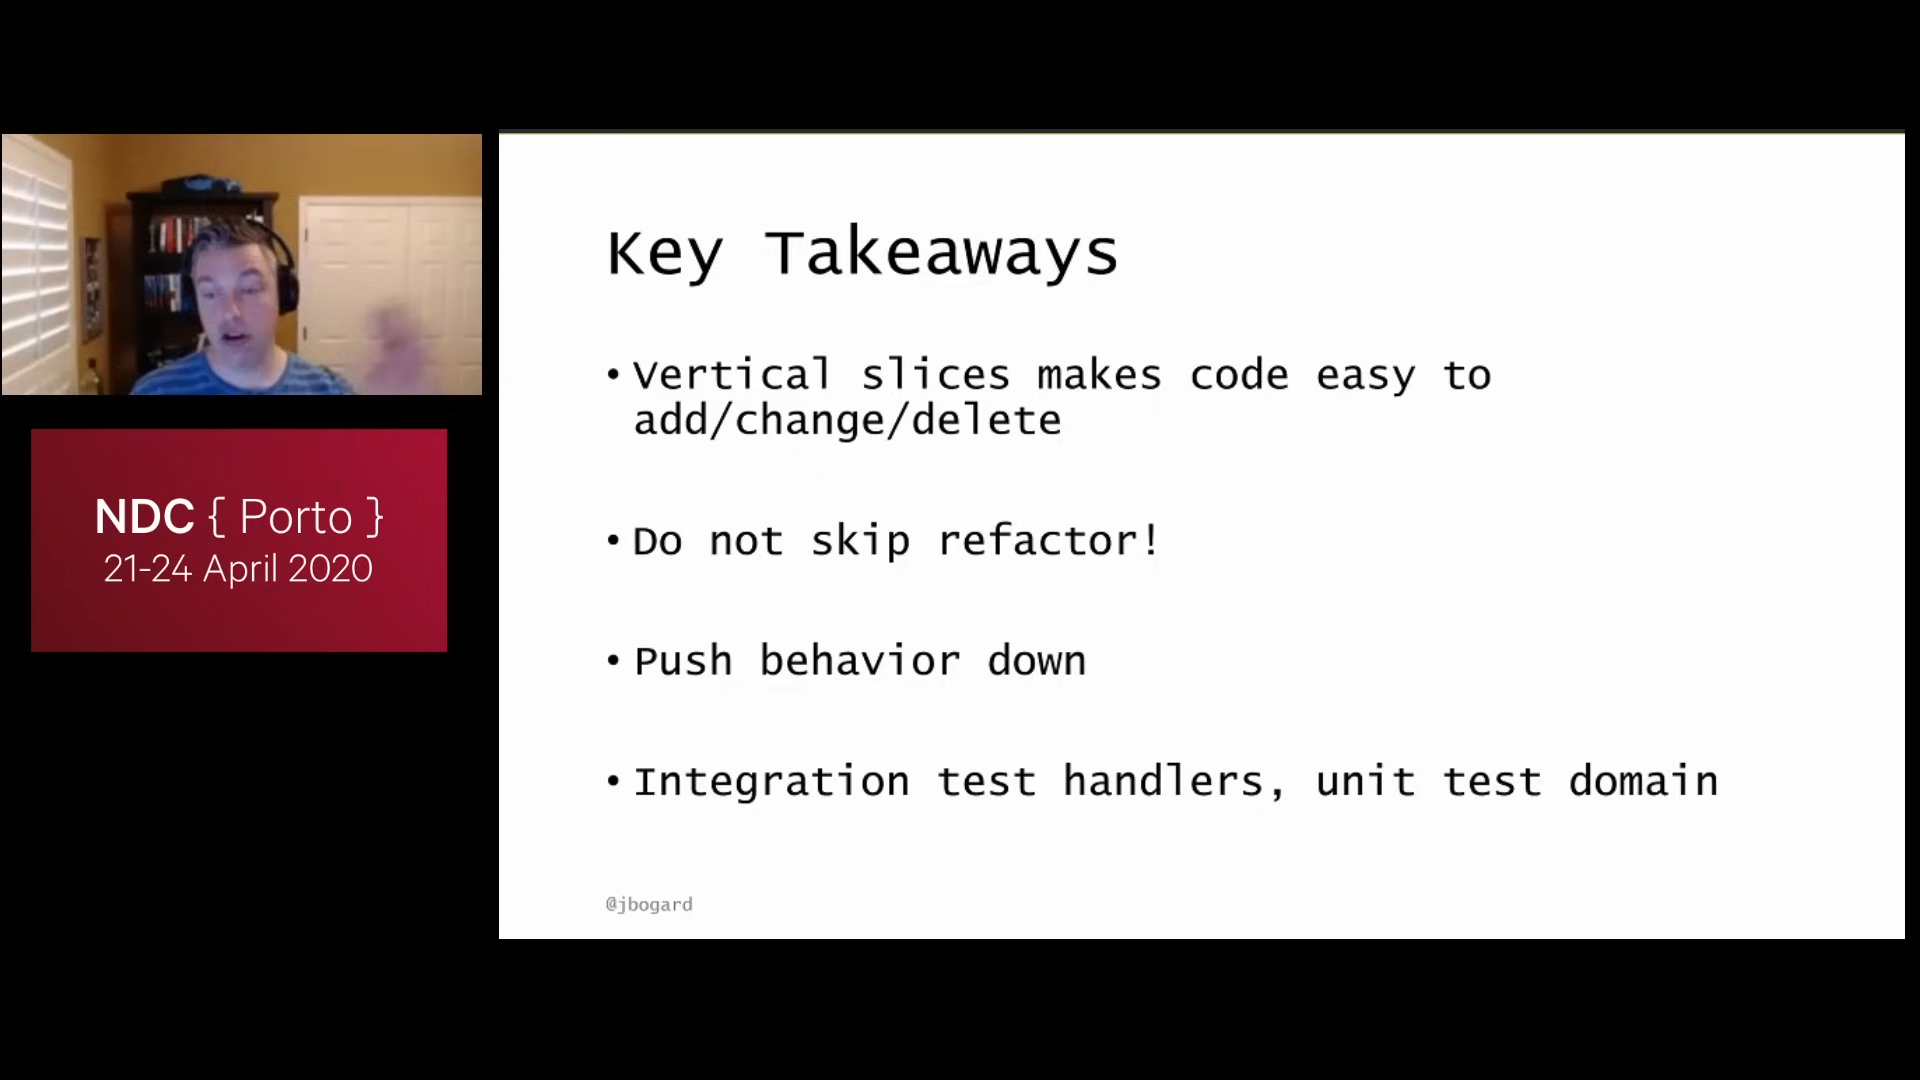 NDC { Porto }
21-24 April 2020
Key Takeaways
• Vertical slices makes code easy to
add/change/delete
• Do not skip refactor!
• Push behavior down
• Integration test handlers, unit test domain
@jbogard